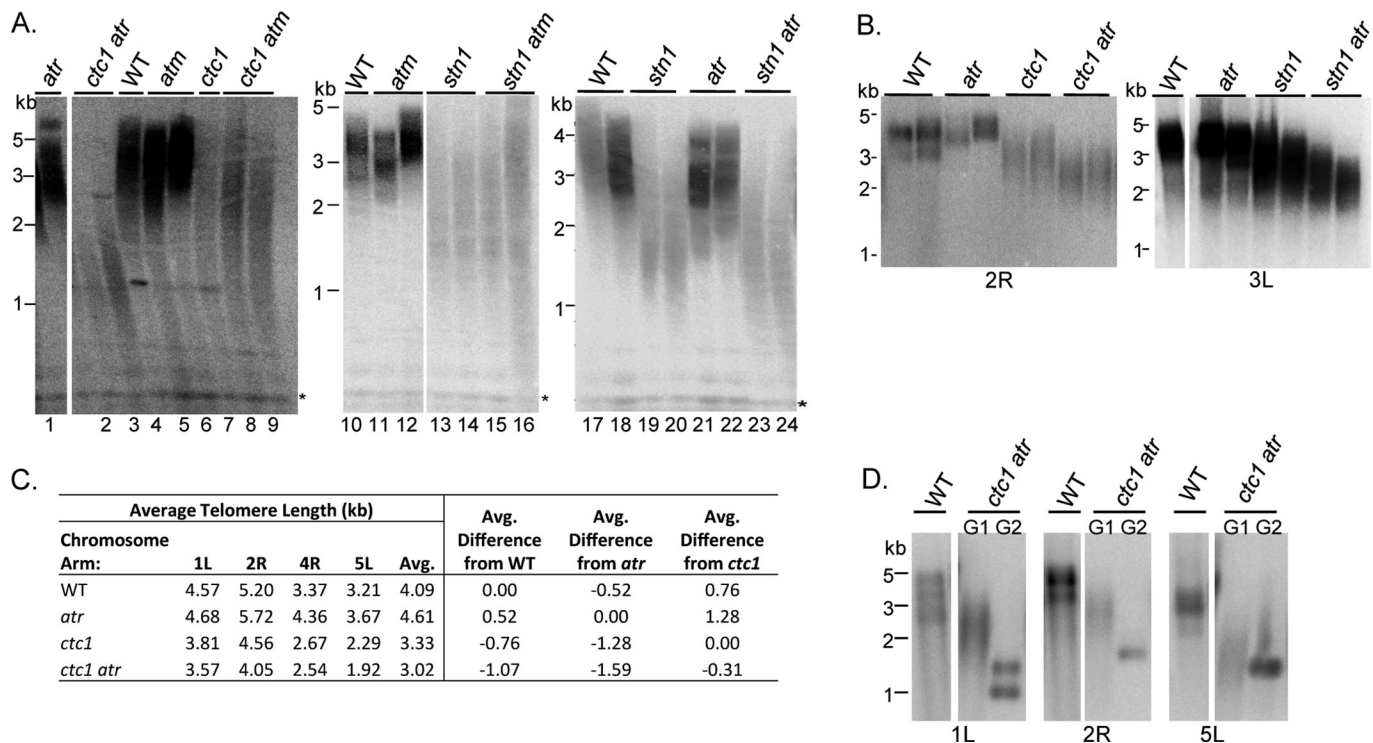 A.
atr
ctc1 atr
WT
atm
ctc1
ctc1 atm
kb
5
3
2
1
*
1 2 3 4 5 6 7 8 9
WT
atm
stn1
stn1 atm
kb
5
3
2
1
*
10 11 12 13 14 15 16
WT
stn1
atr
stn1 atr
kb
4
3
2
1
*
17 18 19 20 21 22 23 24
B.
WT
atr
ctc1
ctc1 atr
kb
5
3
2
1
2R
WT
atr
stn1
stn1 atr
kb
5
3
2
1
3L
C.
Average Telomere Length (kb) Avg. Difference from WT Avg. Difference from atr Avg. Difference from ctc1
Chromosome Arm: 1L 2R 4R 5L Avg.
WT 4.57 5.20 3.37 3.21 4.09 0.00 -0.52 0.76
atr 4.68 5.72 4.36 3.67 4.61 0.52 0.00 1.28
ctc1 3.81 4.56 2.67 2.29 3.33 -0.76 -1.28 0.00
ctc1 atr 3.57 4.05 2.54 1.92 3.02 -1.07 -1.59 -0.31
D.
WT
ctc1 atr
G1 G2
kb
5
3
2
1
1L
WT
ctc1 atr
G1 G2
2R
WT
ctc1 atr
G1 G2
5L